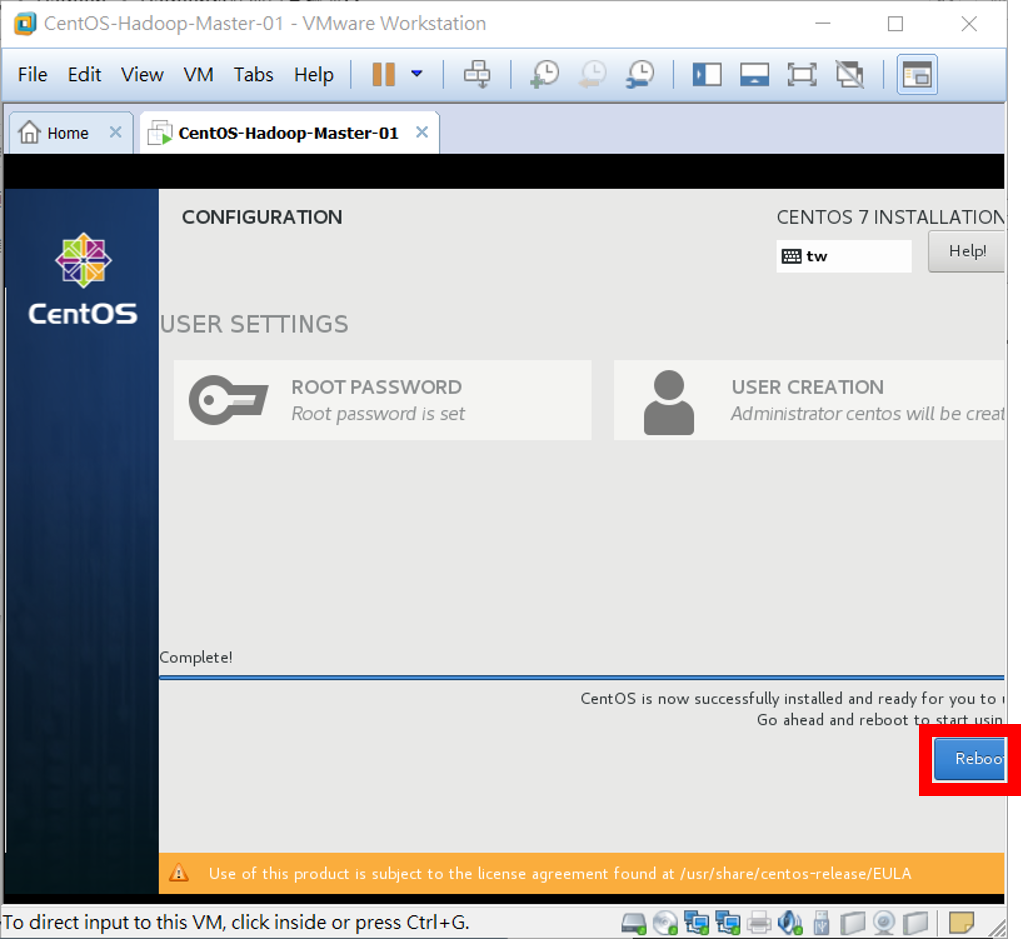 CentOS-Hadoop-Master-01 - VMware Workstation
File Edit View VM Tabs Help
Home CentOS-Hadoop-Master-01
CentOS
CONFIGURATION
CENTOS 7 INSTALLATION
tw
Help!
USER SETTINGS
ROOT PASSWORD
Root password is set
USER CREATION
Administrator centos will be creat
Complete!
CentOS is now successfully installed and ready for you to
Go ahead and reboot to start usin
Reboo
Use of this product is subject to the license agreement found at /usr/share/centos-release/EULA
To direct input to this VM, click inside or press Ctrl+G.